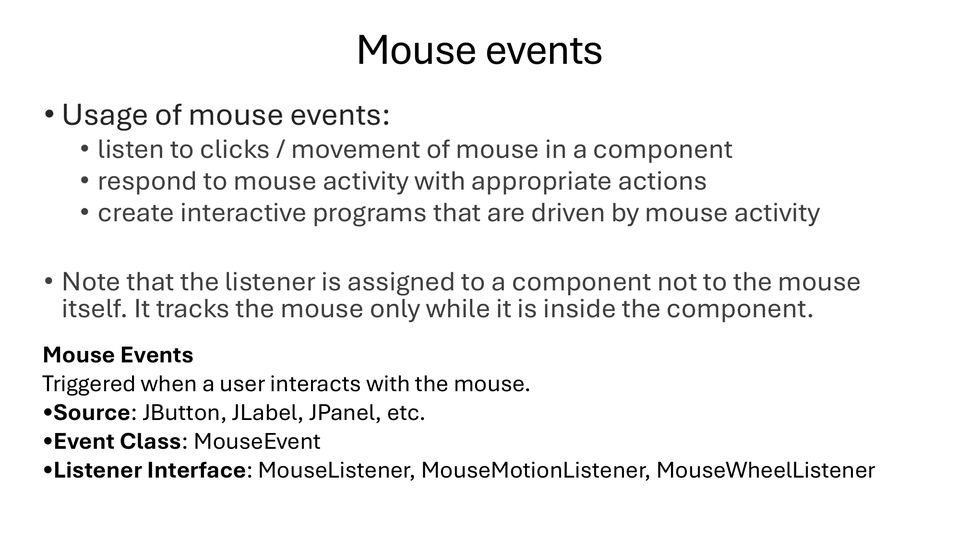 Mouse events
• Usage of mouse events:
• listen to clicks / movement of mouse in a component
• respond to mouse activity with appropriate actions
• create interactive programs that are driven by mouse activity
• Note that the listener is assigned to a component not to the mouse
itself. It tracks the mouse only while it is inside the component.
Mouse Events
Triggered when a user interacts with the mouse.
•Source: JButton, JLabel, JPanel, etc.
•Event Class: MouseEvent
•Listener Interface: MouseListener, MouseMotionListener, MouseWheelListener